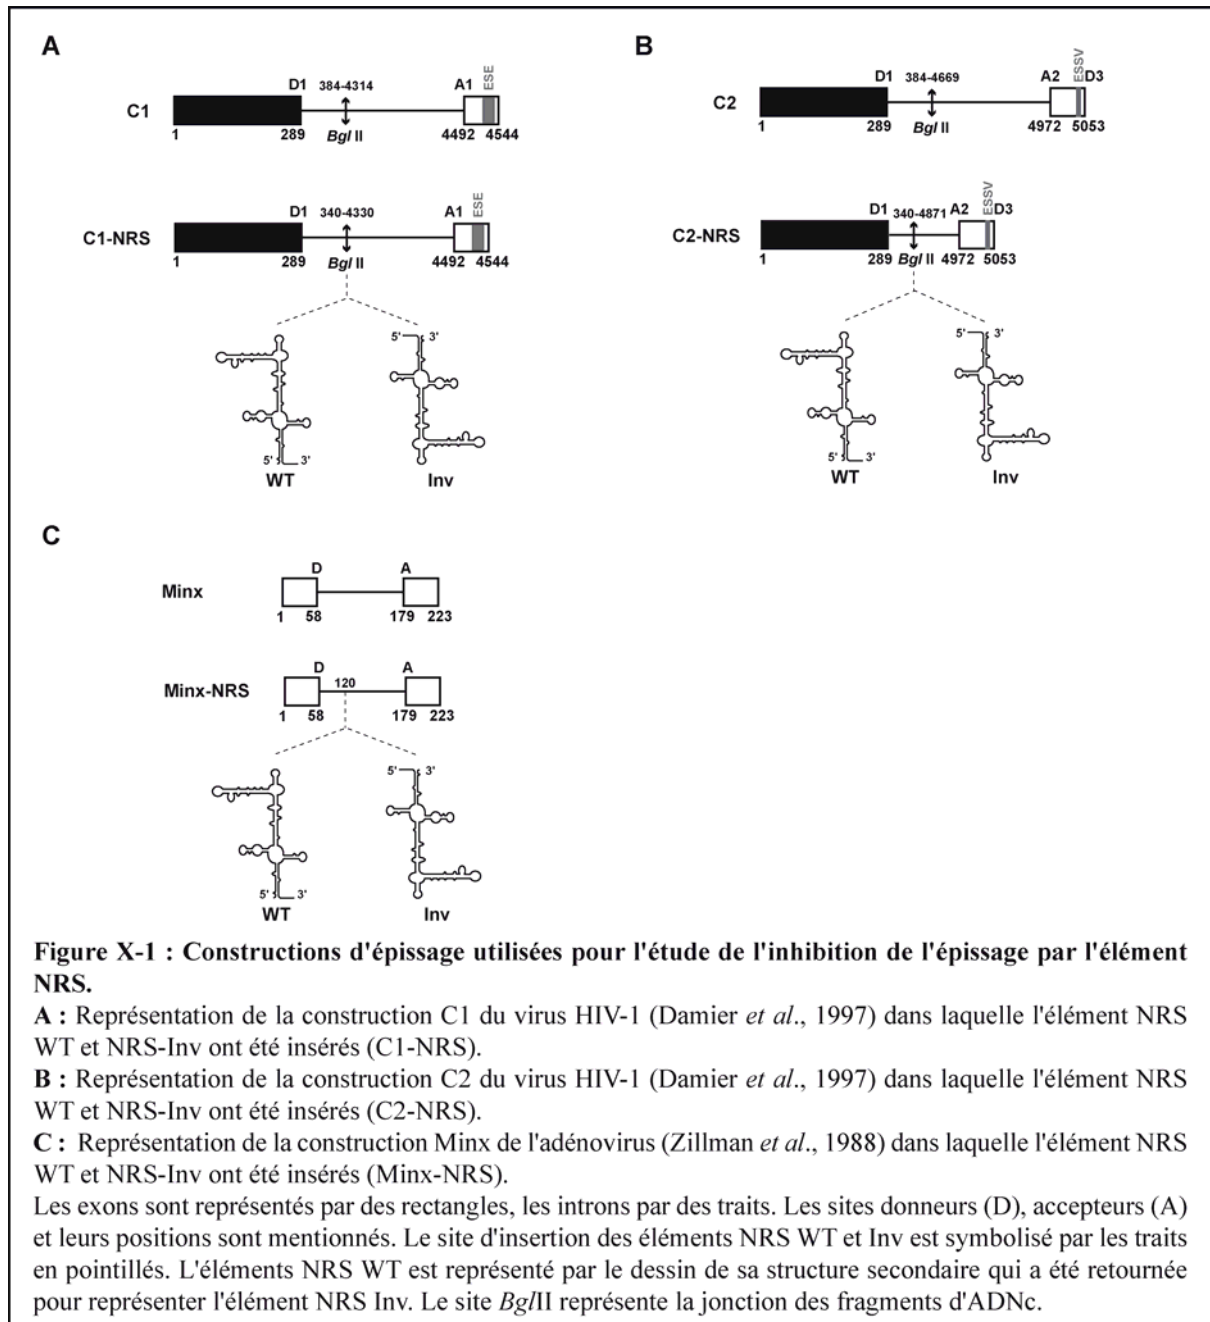 A
D1 384-4314 A1 ESE
C1
1 289 Bgl II 4492 4544
D1 340-4330 A1 ESE
C1-NRS
1 289 Bgl II 4492 4544
5' 3'
5' 3'
WT Inv
B
D1 384-4669 A2 ESSV D3
C2
1 289 Bgl II 4972 5053
D1 340-4871 A2 ESSV D3
C2-NRS
1 289 Bgl II 4972 5053
5' 3'
5' 3'
WT Inv
C
D A
Minx
1 58 179 223
D 120 A
Minx-NRS
1 58 179 223
5' 3'
5' 3'
WT Inv
Figure X-1 : Constructions d'épissage utilisées pour l'étude de l'inhibition de l'épissage par l'élément
NRS.
A : Représentation de la construction C1 du virus HIV-1 (Damier et al., 1997) dans laquelle l'élément NRS
WT et NRS-Inv ont été insérés (C1-NRS).
B : Représentation de la construction C2 du virus HIV-1 (Damier et al., 1997) dans laquelle l'élément NRS
WT et NRS-Inv ont été insérés (C2-NRS).
C : Représentation de la construction Minx de l'adénovirus (Zillman et al., 1988) dans laquelle l'élément NRS
WT et NRS-Inv ont été insérés (Minx-NRS).
Les exons sont représentés par des rectangles, les introns par des traits. Les sites donneurs (D), accepteurs (A)
et leurs positions sont mentionnés. Le site d'insertion des éléments NRS WT et Inv est symbolisé par les traits
en pointillés. L'éléments NRS WT est représenté par le dessin de sa structure secondaire qui a été retournée
pour représenter l'élément NRS Inv. Le site BglII représente la jonction des fragments d'ADNc.